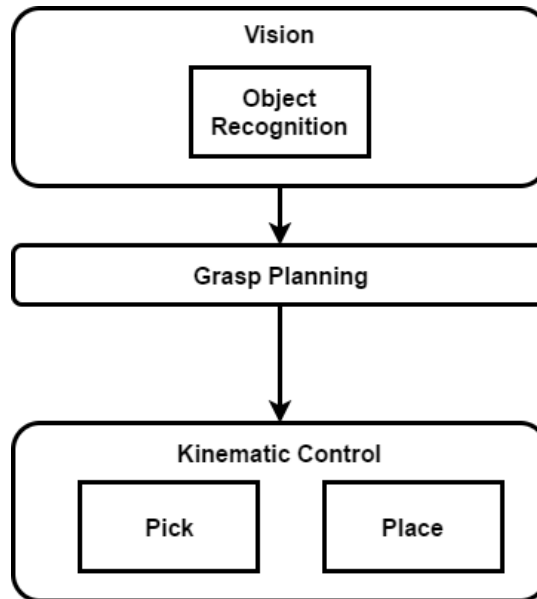 Vision
Object
Recognition
Grasp Planning
Kinematic Control
Pick
Place